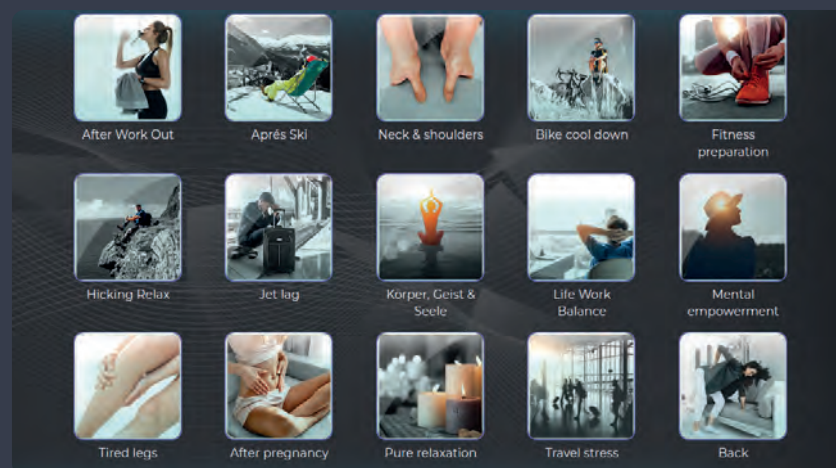 After Work Out
Aprés Ski
Neck & shoulders
Bike cool down
Fitness
preparation
Hicking Relax
Jet lag
Körper, Geist &
Seele
Life Work
Balance
Mental
empowerment
Tired legs
After pregnancy
Pure relaxation
Travel stress
Back